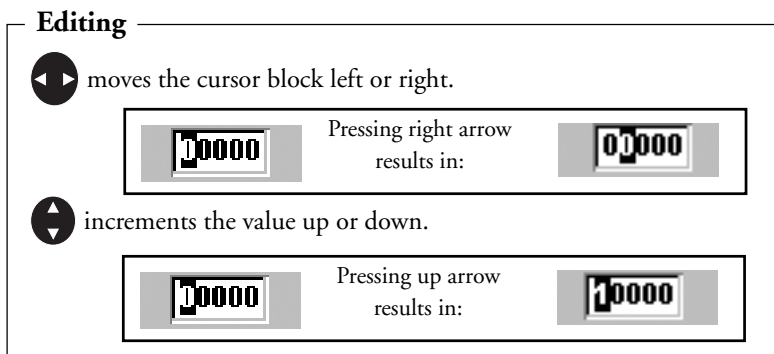 Editing
moves the cursor block left or right.
00000
Pressing right arrow
results in:
00000
increments the value up or down.
00000
Pressing up arrow
results in:
10000